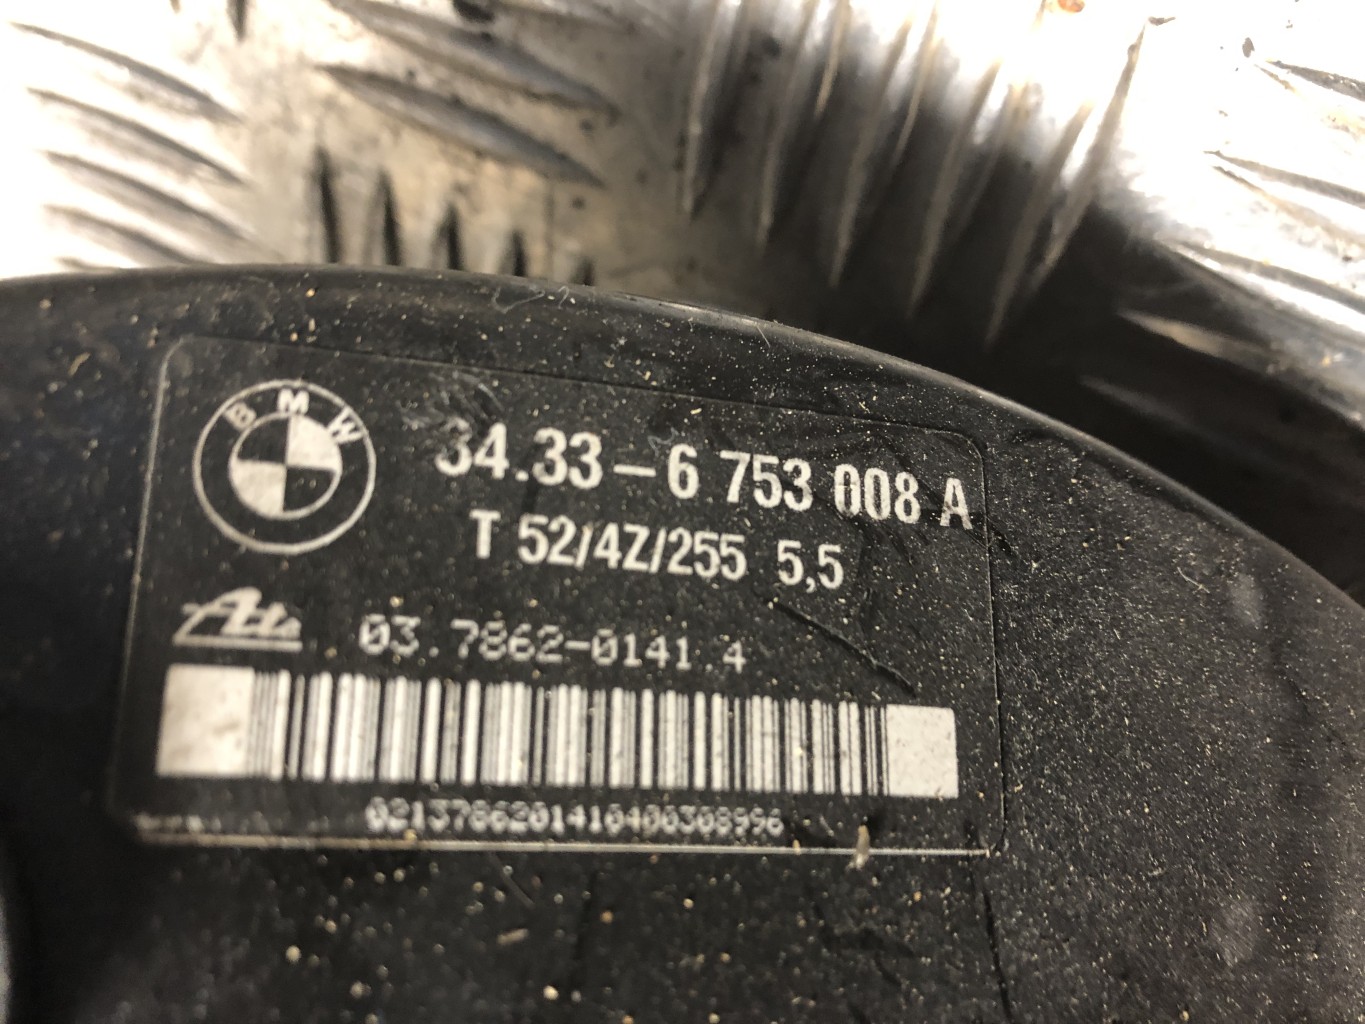 BMW
34.33-6 753 008 A
T 52/4Z/255 5,5
Ate 03.7862-0141.4
0213786201410400308996